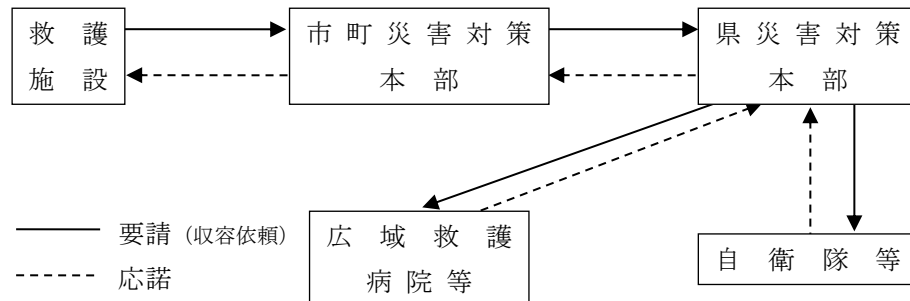 救護
施設
市町災害対策
本部
県災害対策
本部
広域救護
病院等
自衛隊等
要請（収容依頼）
応諾